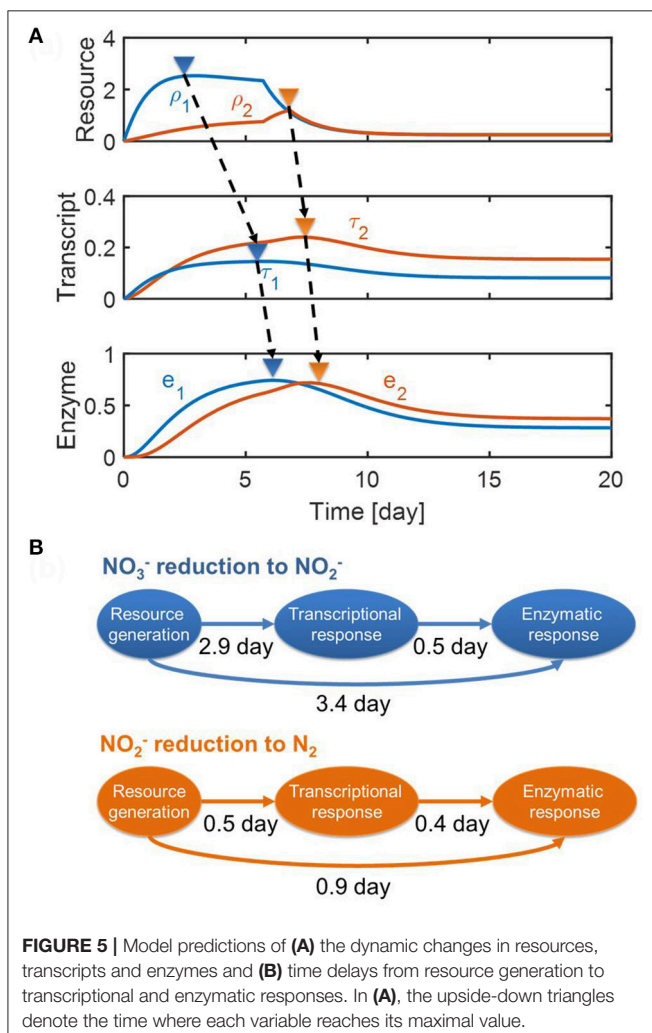 A
(a)
4
2
0
Resource
ρ1
ρ2
0.4
0.2
0
Transcript
τ2
τ1
1
0.5
0
Enzyme
e1
e2
0 5 10 15 20
Time [day]
B
(b)
NO3- reduction to NO2-
Resource generation
Transcriptional response
Enzymatic response
2.9 day
0.5 day
3.4 day
NO2- reduction to N2
Resource generation
Transcriptional response
Enzymatic response
0.5 day
0.4 day
0.9 day
FIGURE 5 | Model predictions of (A) the dynamic changes in resources,
transcripts and enzymes and (B) time delays from resource generation to
transcriptional and enzymatic responses. In (A), the upside-down triangles
denote the time where each variable reaches its maximal value.